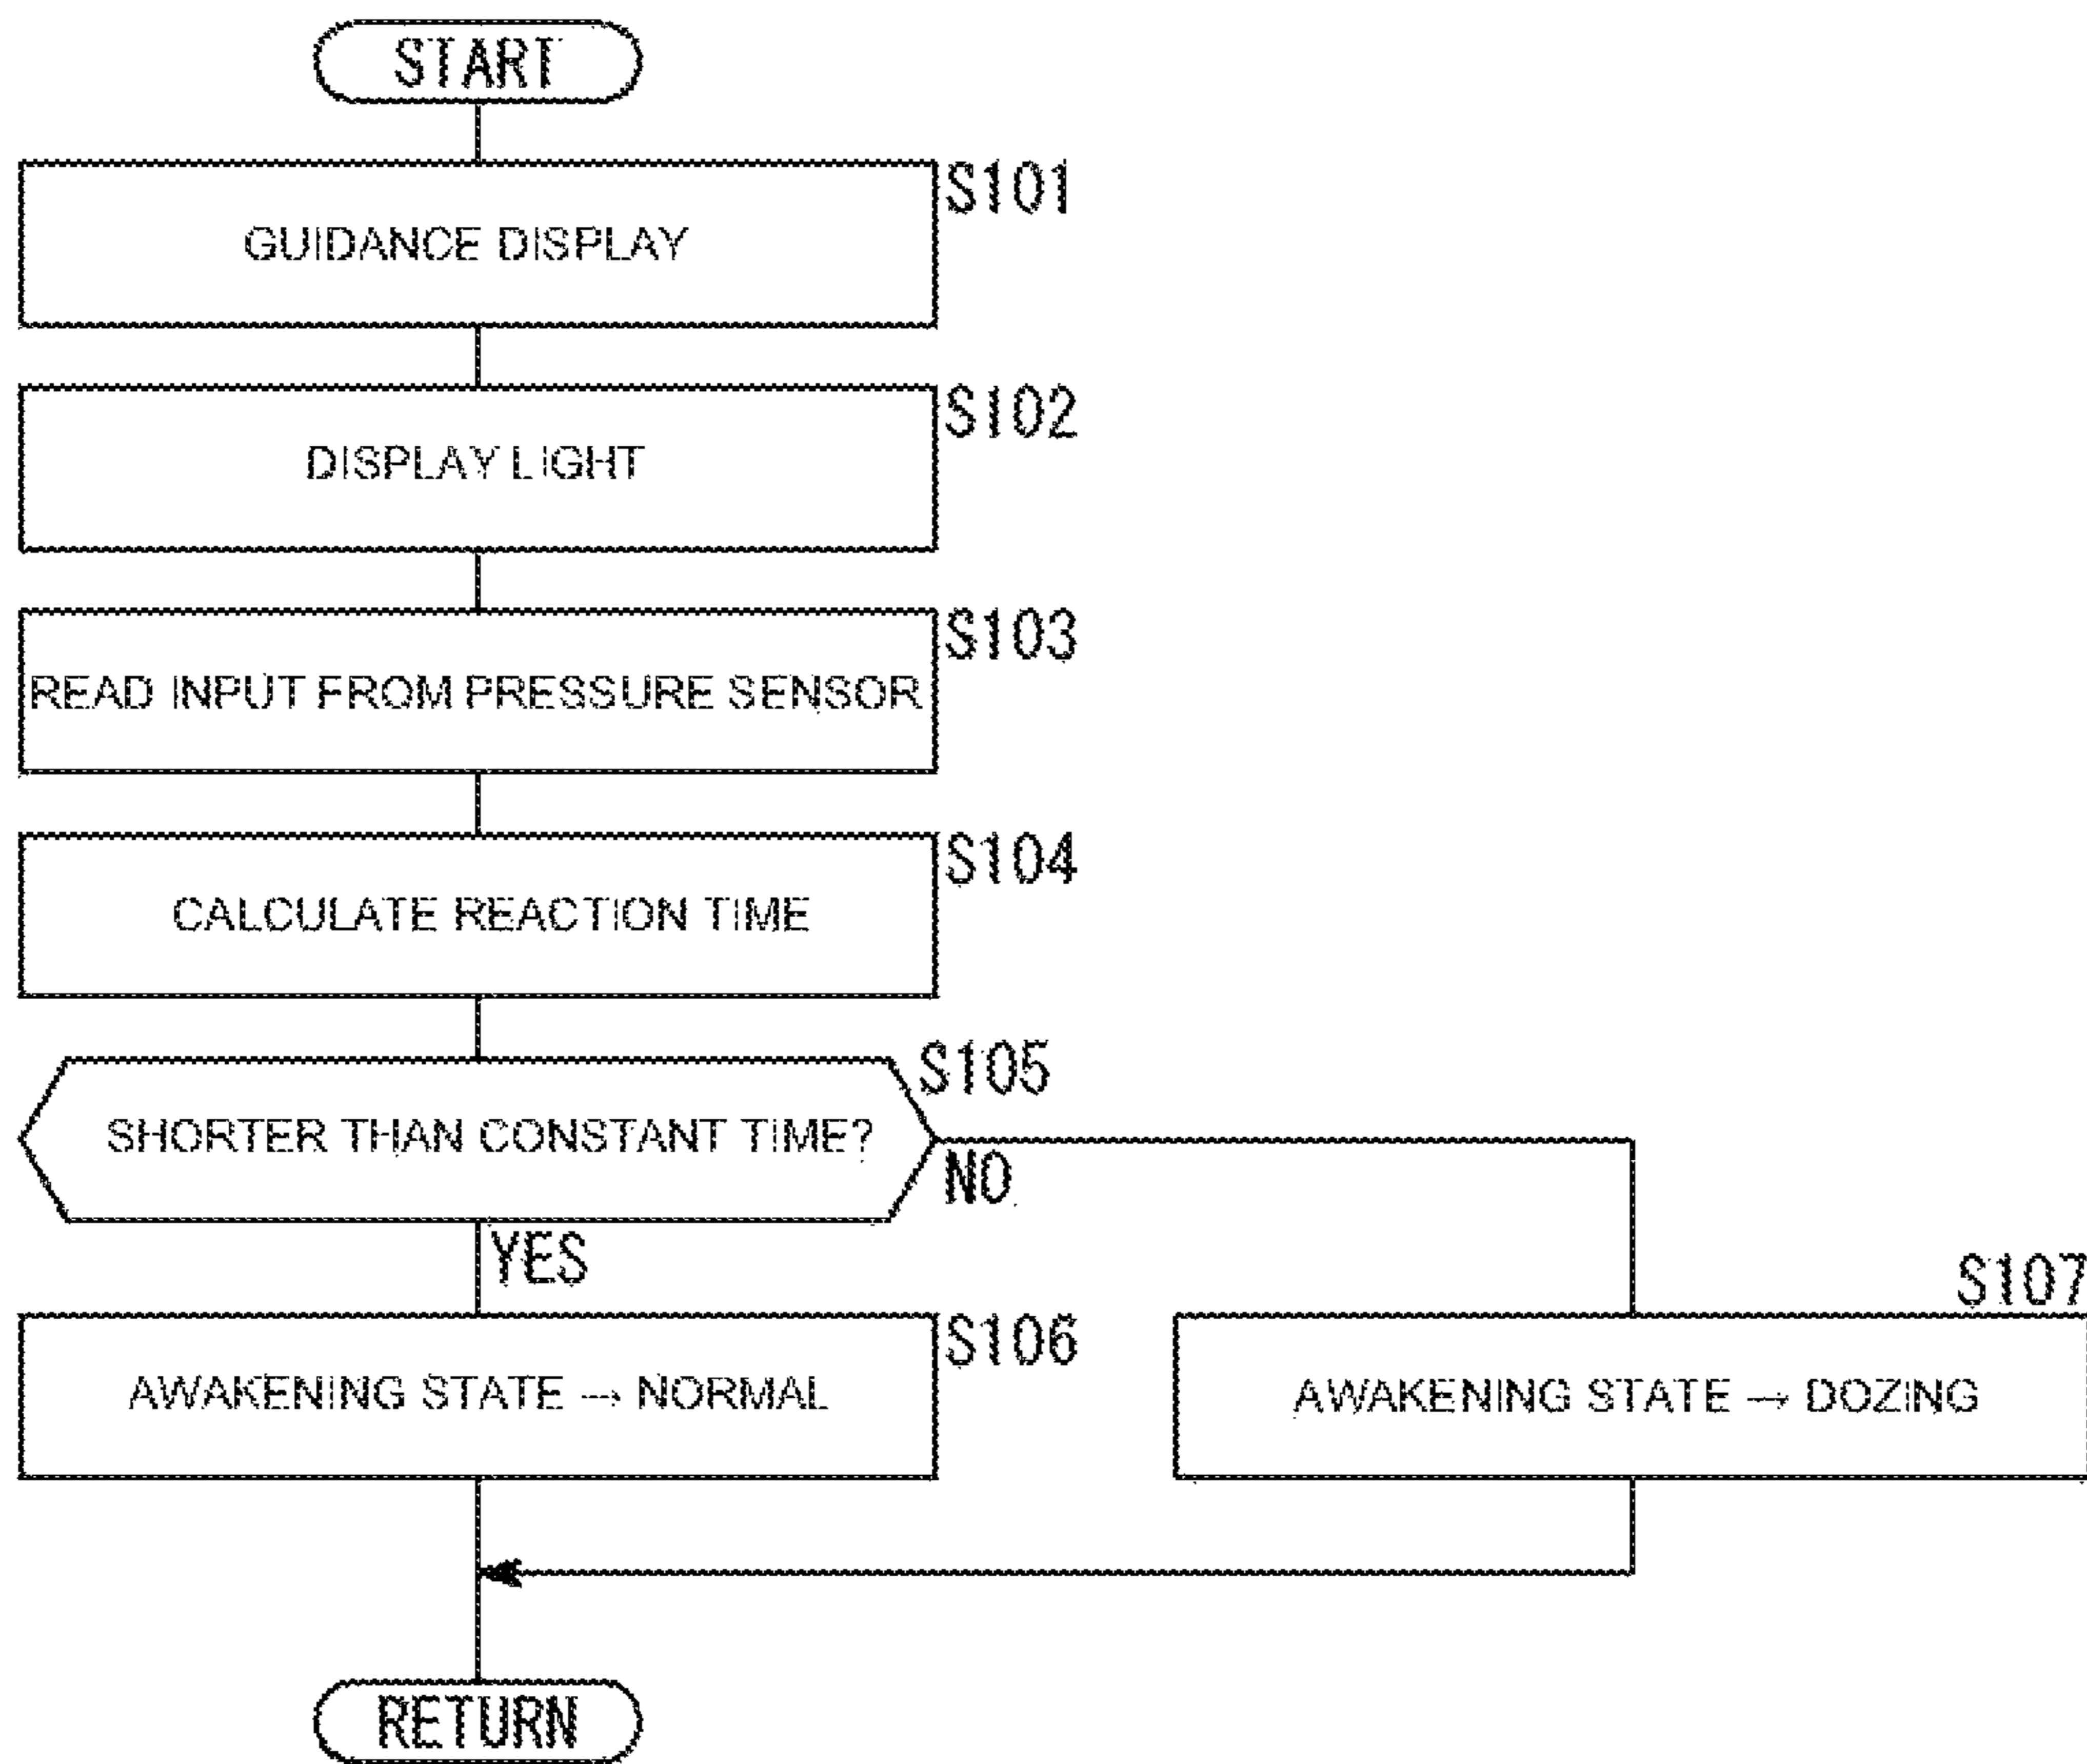 START
S101
GUIDANCE DISPLAY
S102
DISPLAY LIGHT
S103
READ INPUT FROM PRESSURE SENSOR
S104
CALCULATE REACTION TIME
S105
SHORTER THAN CONSTANT TIME?
NO
YES
S106
AWAKENING STATE → NORMAL
S107
AWAKENING STATE → DOZING
RETURN